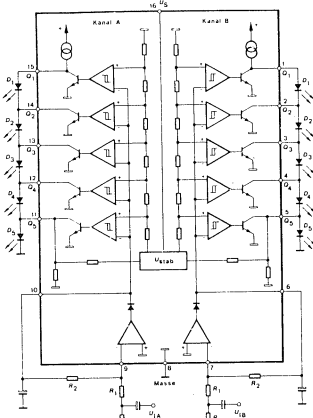 16 U_S
Kanal A
Kanal B
15
Q1
D1
14
Q2
D2
13
Q3
D3
12
Q4
D4
11
Q5
D5
10
1
Q1
D1
2
Q2
D2
3
Q3
D3
4
Q4
D4
5
Q5
D5
6
U_stab
9
8
7
Masse
R2
R1
U_IA
R1
R2
U_IB